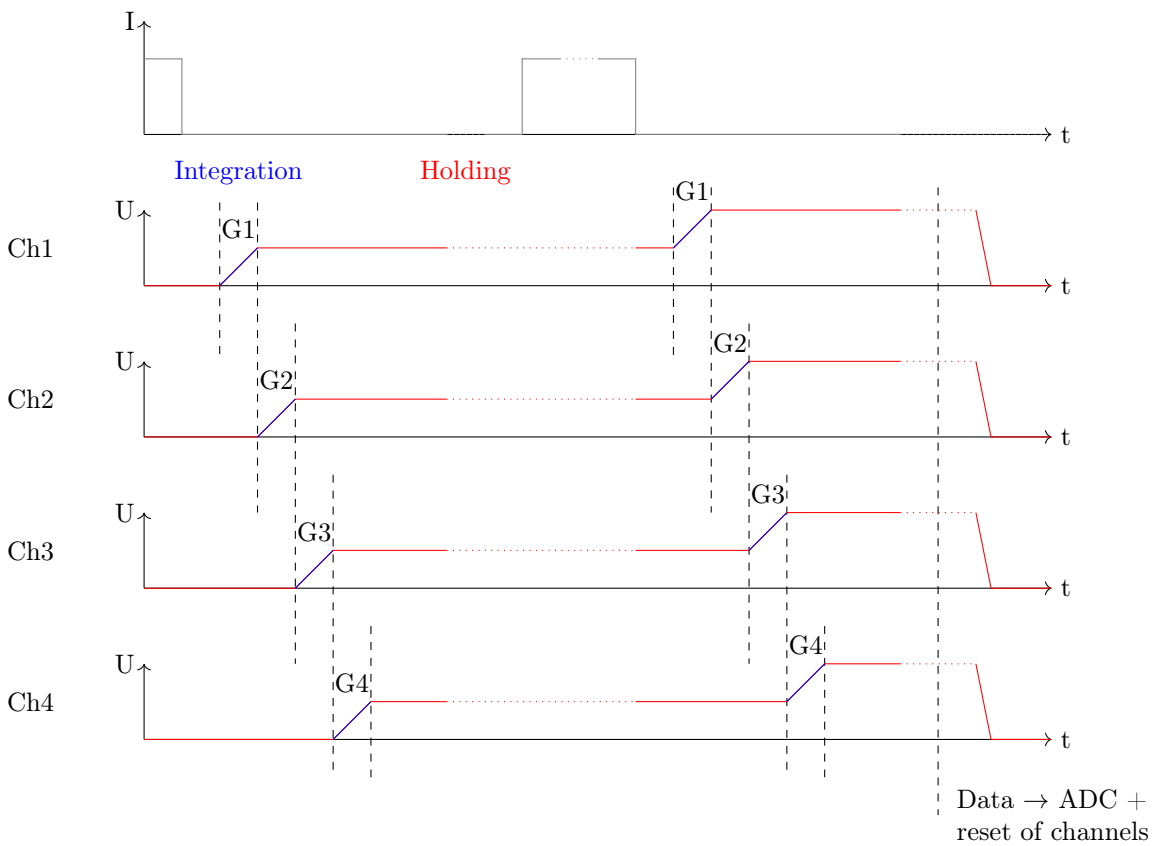 I
t
Integration
Holding
Ch1
U
G1
G1
t
Ch2
U
G2
G2
t
Ch3
U
G3
G3
t
Ch4
U
G4
G4
t
Data → ADC +
reset of channels